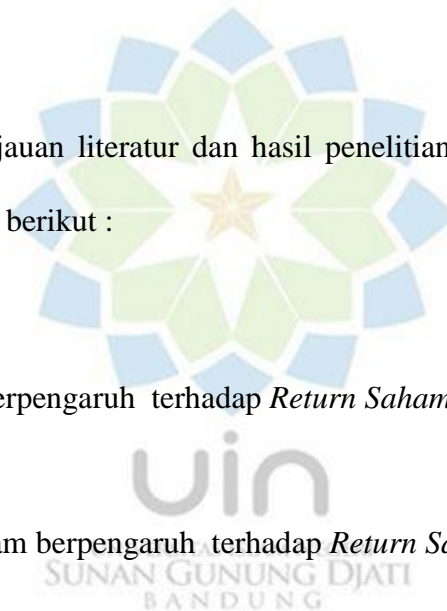 jauan literatur dan hasil penelitian
berikut :
erpengaruh terhadap Return Saham
am berpengaruh terhadap Return Sa
uin
SUNAN GUNUNG DJATI
BANDUNG